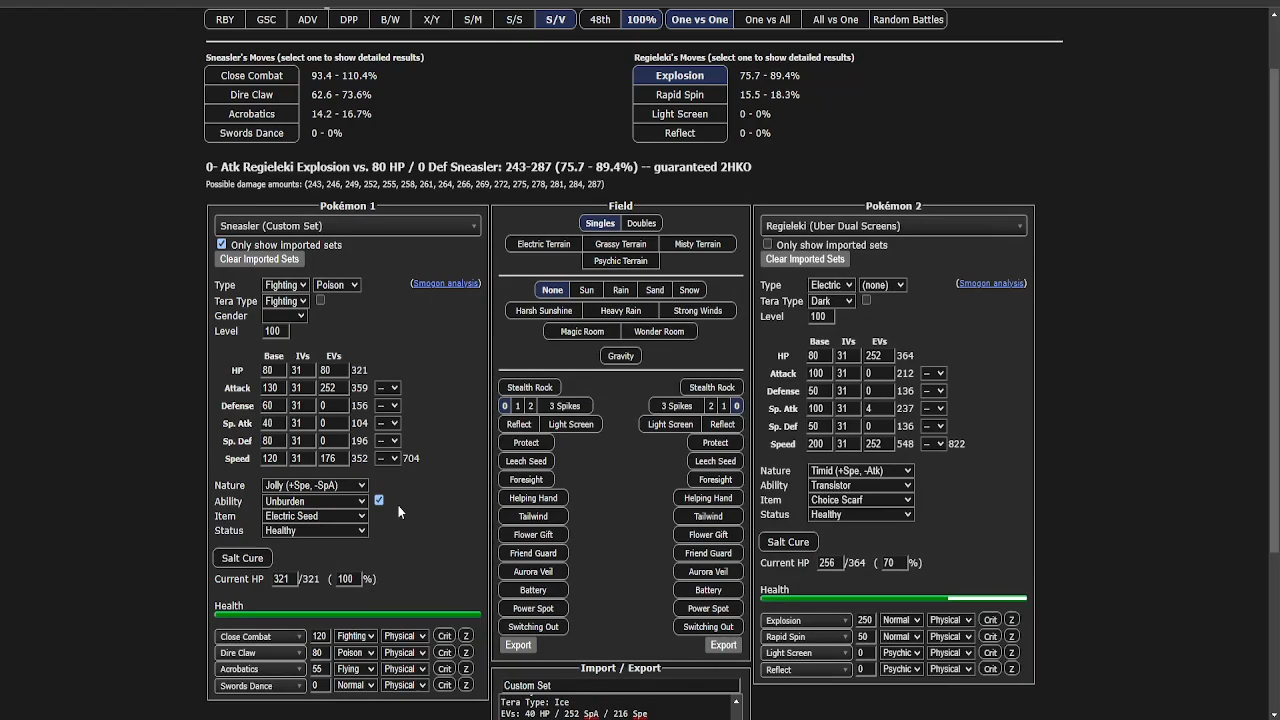 RBY GSC ADV DPP B/W X/Y S/M S/S S/V 48th 100% One vs One One vs All All vs One Random Battles
Sneasler's Moves (select one to show detailed results)
Close Combat 93.4 - 110.4%
Dire Claw 62.6 - 73.6%
Acrobatics 14.2 - 16.7%
Swords Dance 0 - 0%
Regieleki's Moves (select one to show detailed results)
Explosion 75.7 - 89.4%
Rapid Spin 15.5 - 18.3%
Light Screen 0 - 0%
Reflect 0 - 0%
0- Atk Regieleki Explosion vs. 80 HP / 0 Def Sneasler: 243-287 (75.7 - 89.4%) -- guaranteed 2HKO
Possible damage amounts: (243, 246, 249, 252, 255, 258, 261, 264, 266, 269, 272, 275, 278, 281, 284, 287)
Pokémon 1
Sneasler (Custom Set)
Only show imported sets
Clear Imported Sets
Type Fighting Poison (Smogon analysis)
Tera Type Fighting
Gender
Level 100
Base IVs EVs
HP 80 31 80 321
Attack 130 31 252 359 --
Defense 60 31 0 156 --
Sp. Atk 40 31 0 104 --
Sp. Def 80 31 0 196 --
Speed 120 31 176 352 -- 704
Nature Jolly (+Spe, -SpA)
Ability Unburden
Item Electric Seed
Status Healthy
Salt Cure
Current HP 321 /321 ( 100 %)
Health
Close Combat 120 Fighting Physical Crit Z
Dire Claw 80 Poison Physical Crit Z
Acrobatics 55 Flying Physical Crit Z
Swords Dance 0 Normal Physical Crit Z
Field
Singles Doubles
Electric Terrain Grassy Terrain Misty Terrain
Psychic Terrain
None Sun Rain Sand Snow
Harsh Sunshine Heavy Rain Strong Winds
Magic Room Wonder Room
Gravity
Stealth Rock Stealth Rock
0 1 2 3 Spikes 3 Spikes 2 1 0
Reflect Light Screen Light Screen Reflect
Protect Protect
Leech Seed Leech Seed
Foresight Foresight
Helping Hand Helping Hand
Tailwind Tailwind
Flower Gift Flower Gift
Friend Guard Friend Guard
Aurora Veil Aurora Veil
Battery Battery
Power Spot Power Spot
Switching Out Switching Out
Export Export
Import / Export
Custom Set
Tera Type: Ice
EVs: 40 HP / 252 SpA / 216 Spe
Pokémon 2
Regieleki (Uber Dual Screens)
Only show imported sets
Clear Imported Sets
Type Electric (none) (Smogon analysis)
Tera Type Dark
Level 100
Base IVs EVs
HP 80 31 252 364
Attack 100 31 0 212 --
Defense 50 31 0 136 --
Sp. Atk 100 31 4 237 --
Sp. Def 50 31 0 136 --
Speed 200 31 252 548 -- 822
Nature Timid (+Spe, -Atk)
Ability Transistor
Item Choice Scarf
Status Healthy
Salt Cure
Current HP 256 /364 ( 70 %)
Health
Explosion 250 Normal Physical Crit Z
Rapid Spin 50 Normal Physical Crit Z
Light Screen 0 Psychic Physical Crit Z
Reflect 0 Psychic Physical Crit Z